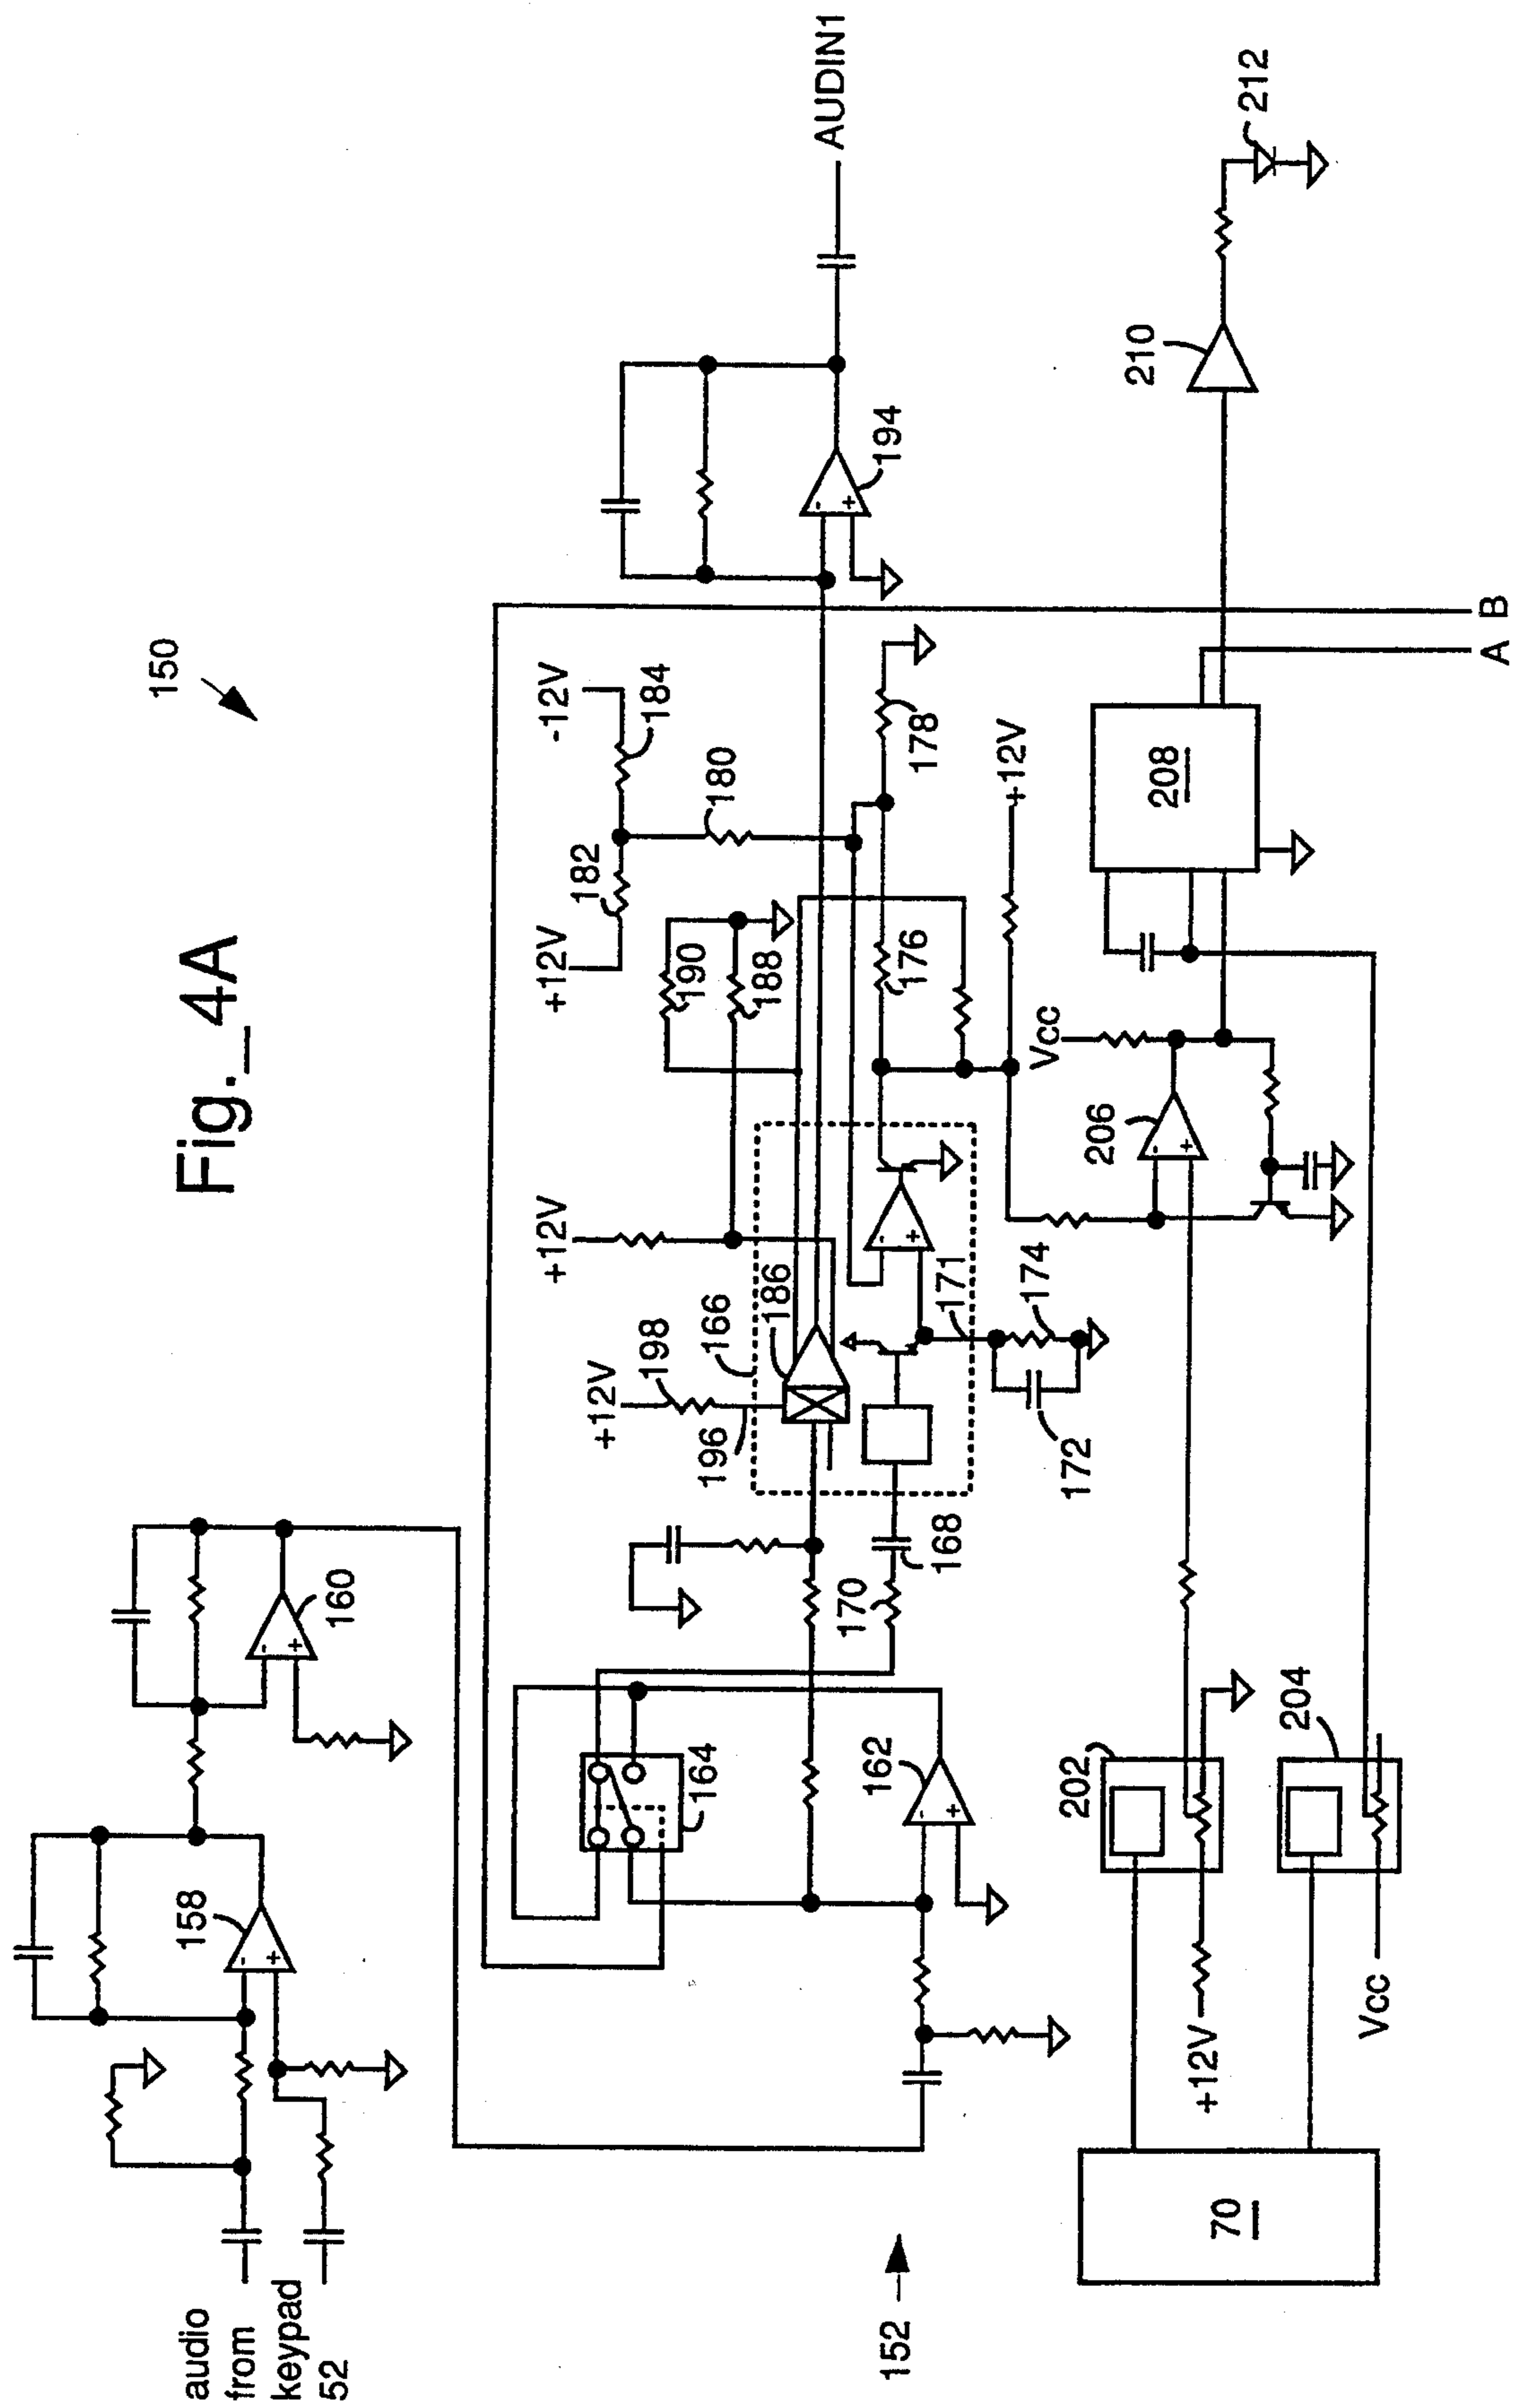 Fig._4A
150
audio
from
keypad
52
158
160
152
164
162
170
168
+12V
198
196
166
186
+12V
171
174
172
190
188
+12V
182
-12V
184
180
176
178
+12V
194
AUDIN1
70
202
204
+12V
Vcc
206
Vcc
208
210
212
A
B
-
+
-
+
-
+
-
+
-
+
-
+